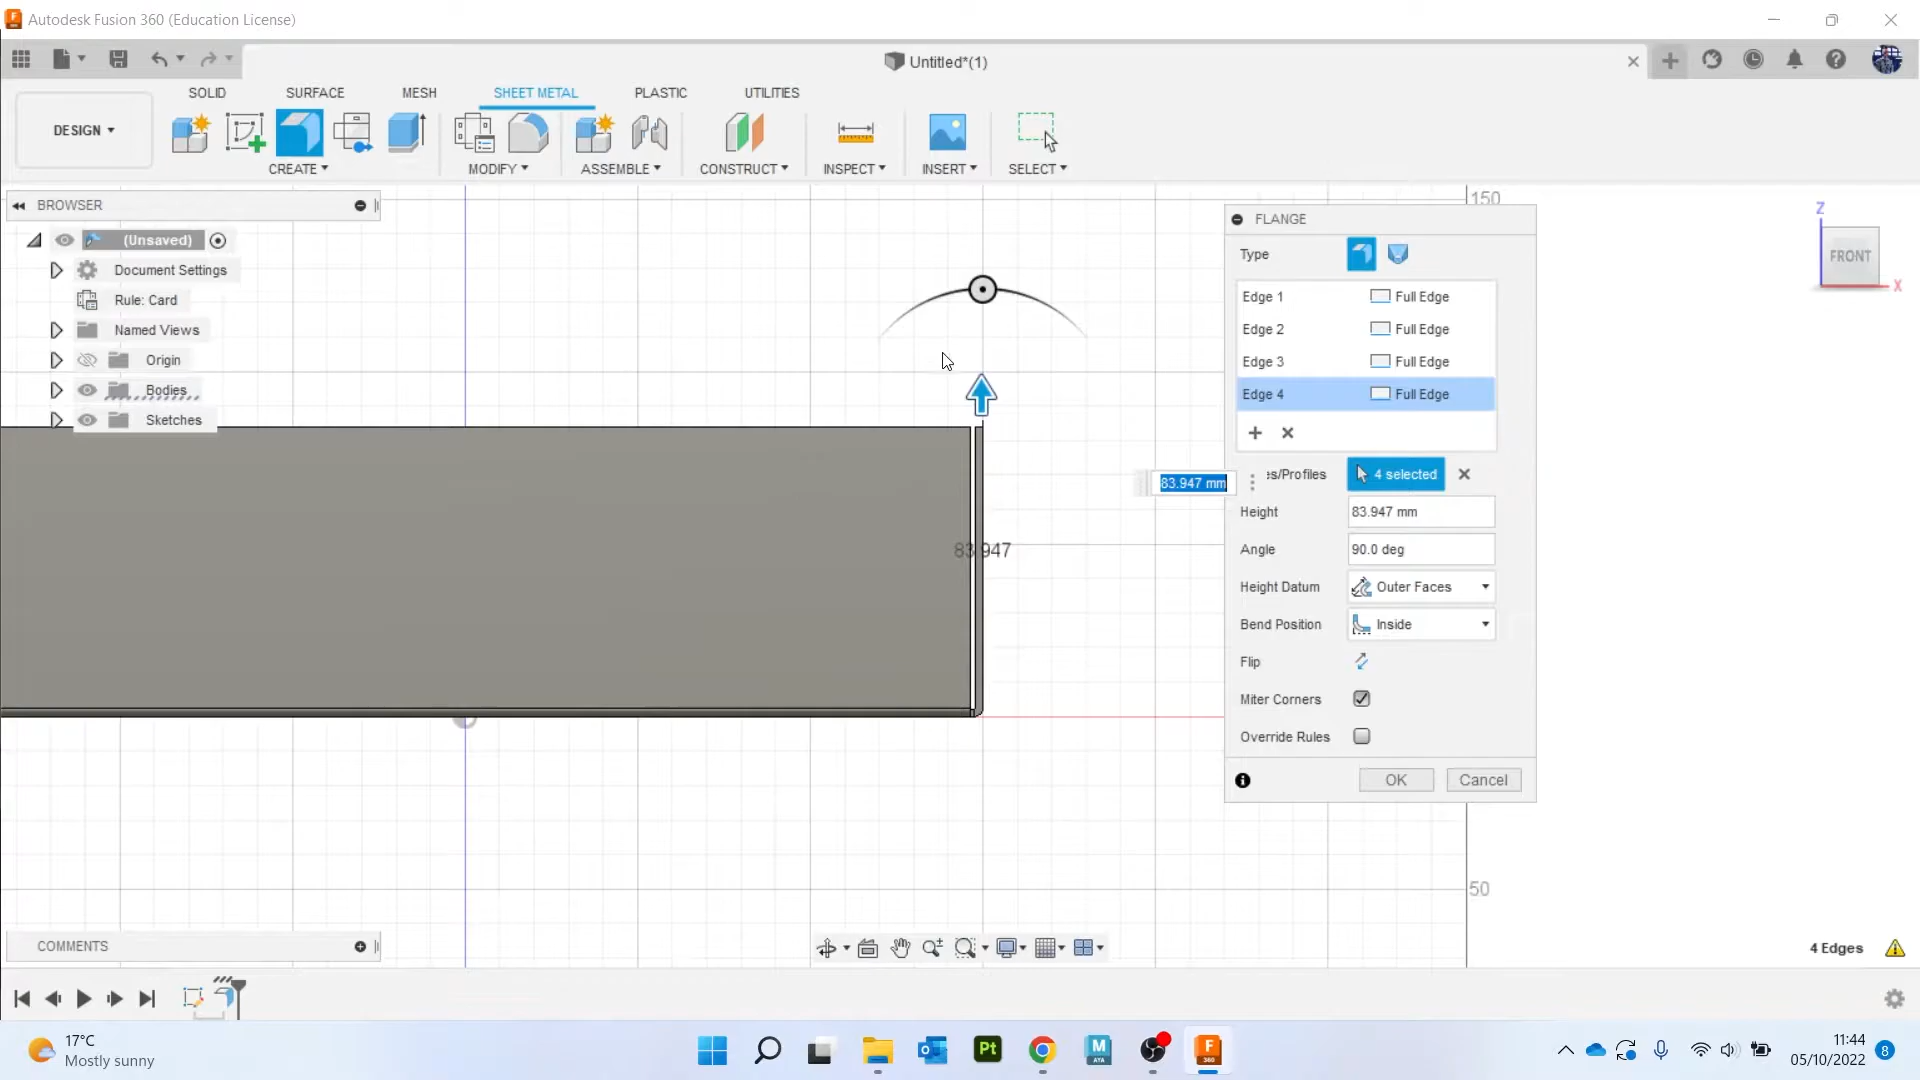 Autodesk Fusion 360 (Education License)
Untitled*(1)
SOLID SURFACE MESH SHEET METAL PLASTIC UTILITIES
DESIGN
CREATE MODIFY ASSEMBLE CONSTRUCT INSPECT INSERT SELECT
BROWSER
(Unsaved)
Document Settings
Rule: Card
Named Views
Origin
Bodies
Sketches
150
Z
FRONT
X
FLANGE
Type
Edge 1 Full Edge
Edge 2 Full Edge
Edge 3 Full Edge
Edge 4 Full Edge
es/Profiles 4 selected
83.947 mm
Height 83.947 mm
Angle 90.0 deg
83.947
Height Datum Outer Faces
Bend Position Inside
Flip
Miter Corners
Override Rules
OK Cancel
50
COMMENTS
4 Edges
17°C
Mostly sunny
Pt
M
AYA
F
360
11:44
05/10/2022
8